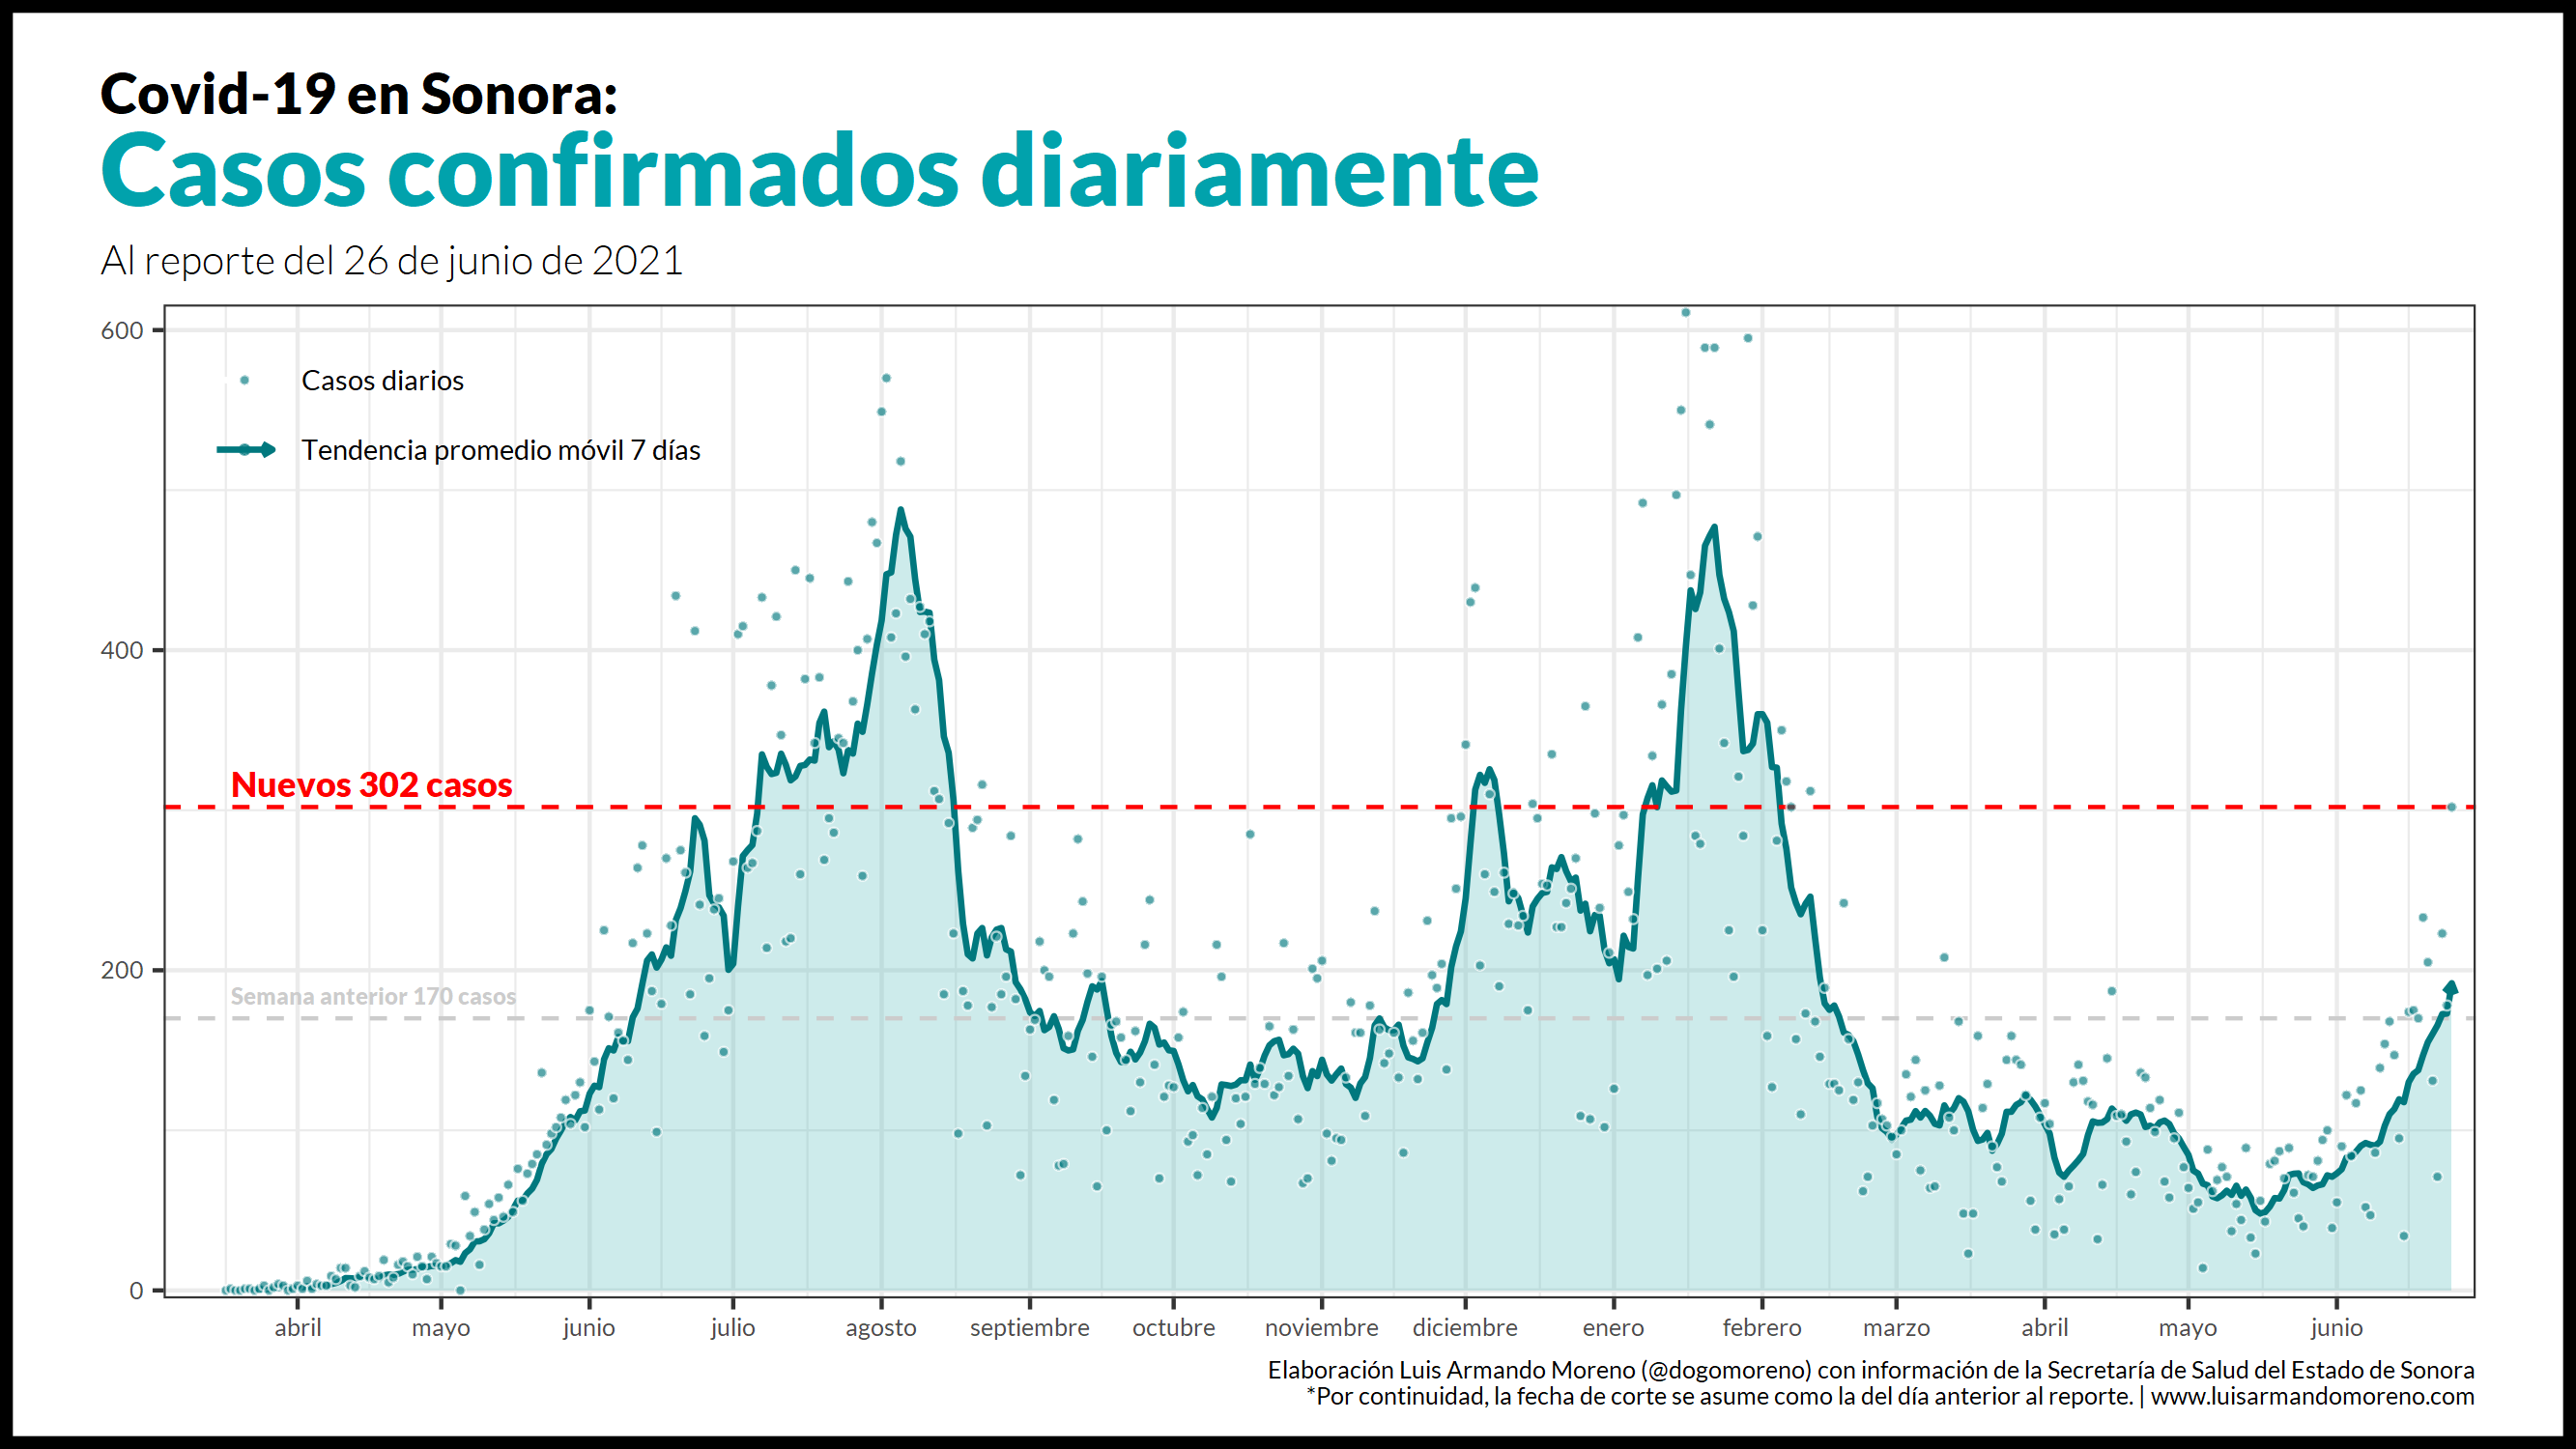 Covid-19 en Sonora:
Casos confirmados diariamente
Al reporte del 26 de junio de 2021
600
Casos diarios
Tendencia promedio móvil 7 días
400
Nuevos 302 casos
200
Semana anterior 170 casos
0
abril mayo junio julio agosto septiembre octubre noviembre diciembre enero febrero marzo abril mayo junio
Elaboración Luis Armando Moreno (@dogomoreno) con información de la Secretaría de Salud del Estado de Sonora
*Por continuidad, la fecha de corte se asume como la del día anterior al reporte. | www.luisarmandomoreno.com